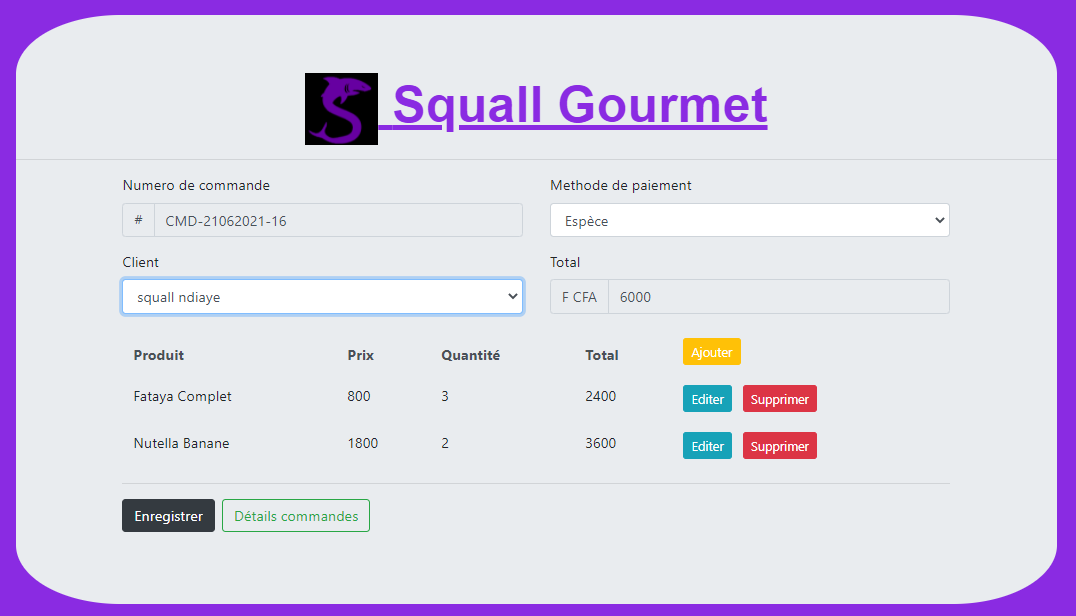 Squall Gourmet
Numero de commande
# CMD-21062021-16
Methode de paiement
Espèce
Client
squall ndiaye
Total
F CFA 6000
Produit Prix Quantité Total Ajouter
Fataya Complet 800 3 2400 Editer Supprimer
Nutella Banane 1800 2 3600 Editer Supprimer
Enregistrer Détails commandes